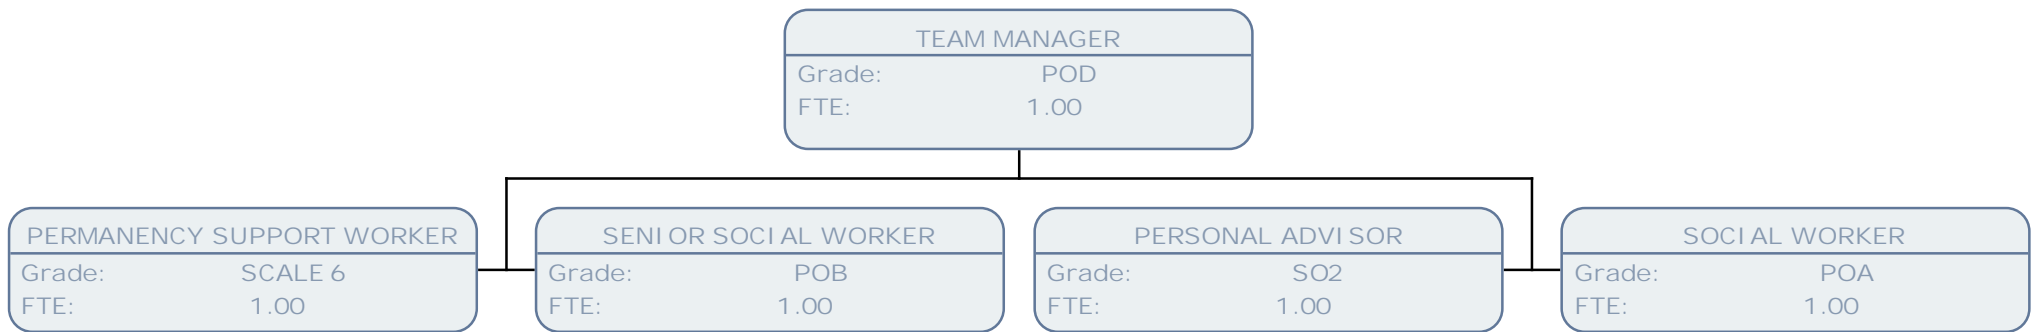 TEAM MANAGER
Grade: POD
FTE: 1.00
PERMANENCY SUPPORT WORKER
Grade: SCALE 6
FTE: 1.00
SENIOR SOCIAL WORKER
Grade: POB
FTE: 1.00
PERSONAL ADVISOR
Grade: SO2
FTE: 1.00
SOCIAL WORKER
Grade: POA
FTE: 1.00